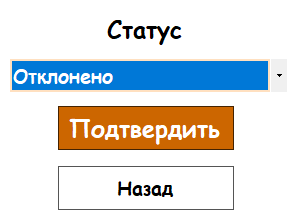 Статус
Отклонено
Подтвердить
Назад